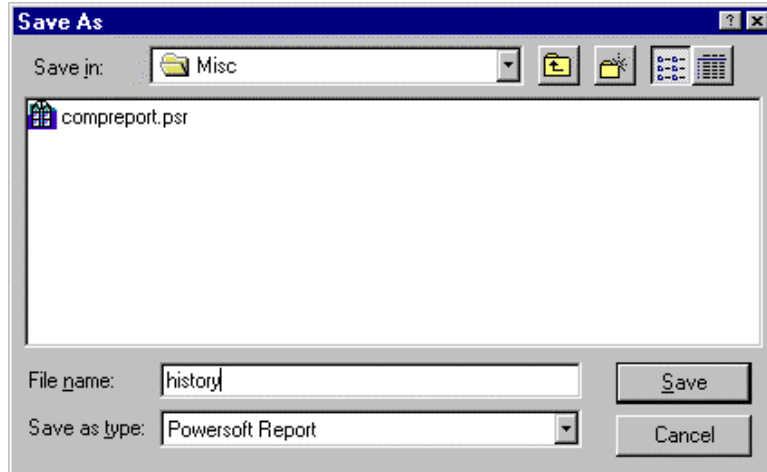 Save As
Save in: Misc
compreport.psr
File name: history
Save
Save as type: Powersoft Report
Cancel